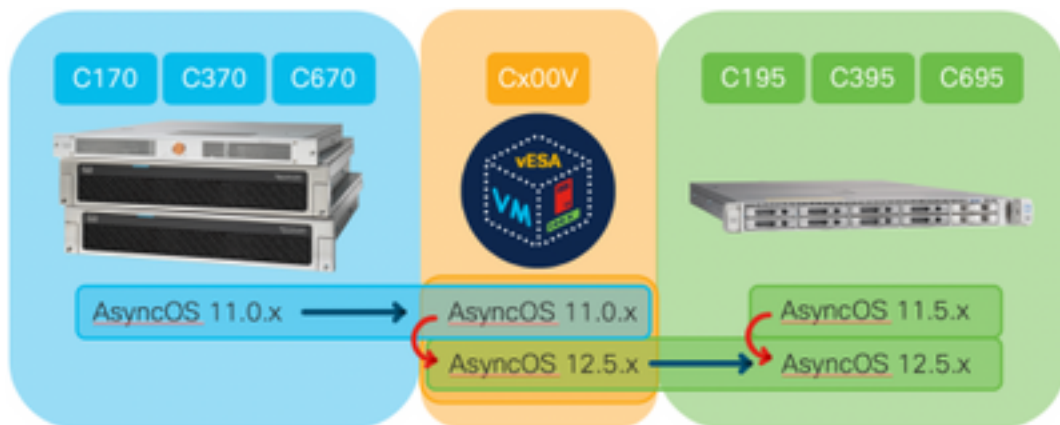 C170 C370 C670
Cx00V
C195 C395 C695
vESA
VM
AsyncOS 11.0.x
AsyncOS 11.0.x
AsyncOS 11.5.x
AsyncOS 12.5.x
AsyncOS 12.5.x